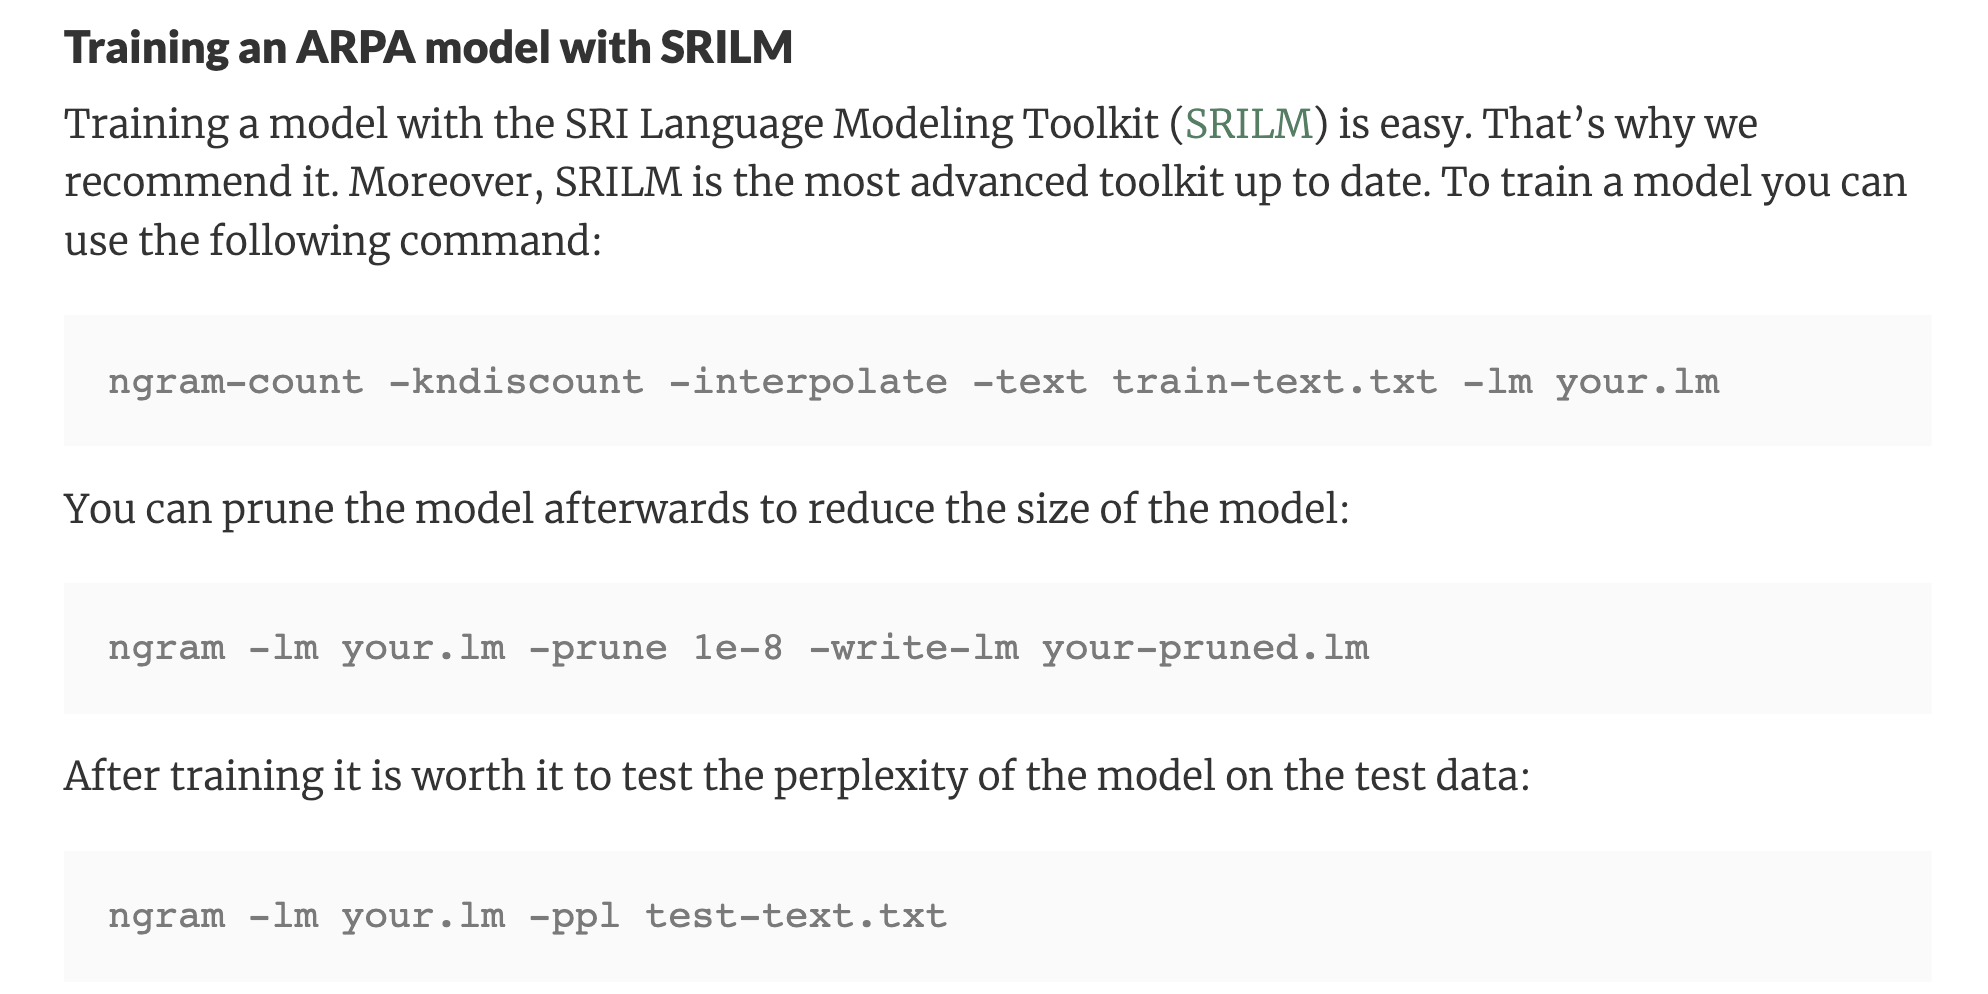 Training an ARPA model with SRILM
Training a model with the SRI Language Modeling Toolkit (SRILM) is easy. That’s why we
recommend it. Moreover, SRILM is the most advanced toolkit up to date. To train a model you can
use the following command:
ngram-count -kndiscount -interpolate -text train-text.txt -lm your.lm
You can prune the model afterwards to reduce the size of the model:
ngram -lm your.lm -prune 1e-8 -write-lm your-pruned.lm
After training it is worth it to test the perplexity of the model on the test data:
ngram -lm your.lm -ppl test-text.txt